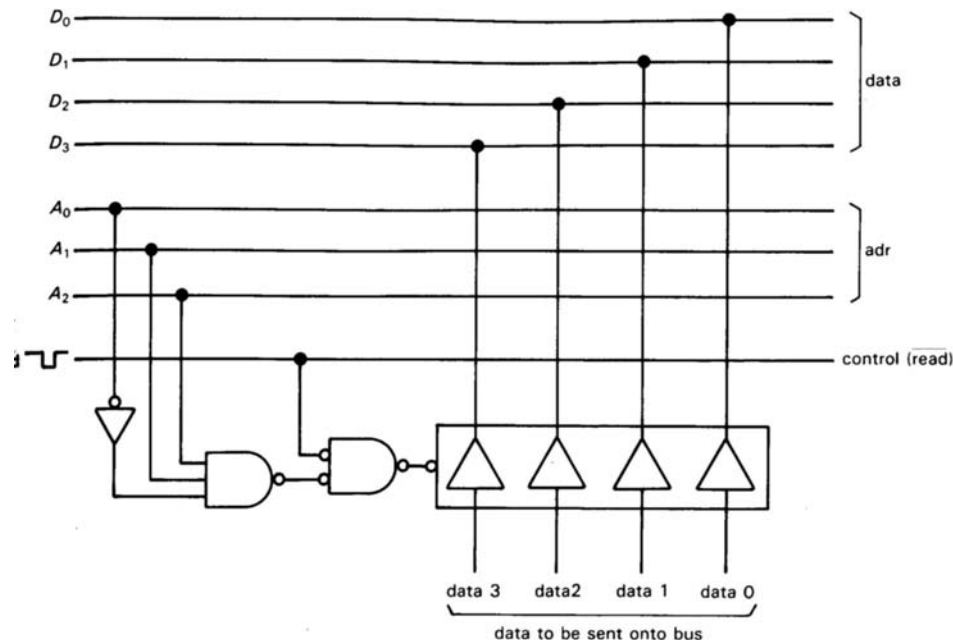 D₀
D₁
D₂
D₃
data
A₀
A₁
A₂
adr
control (read)
data 3 data2 data 1 data 0
data to be sent onto bus